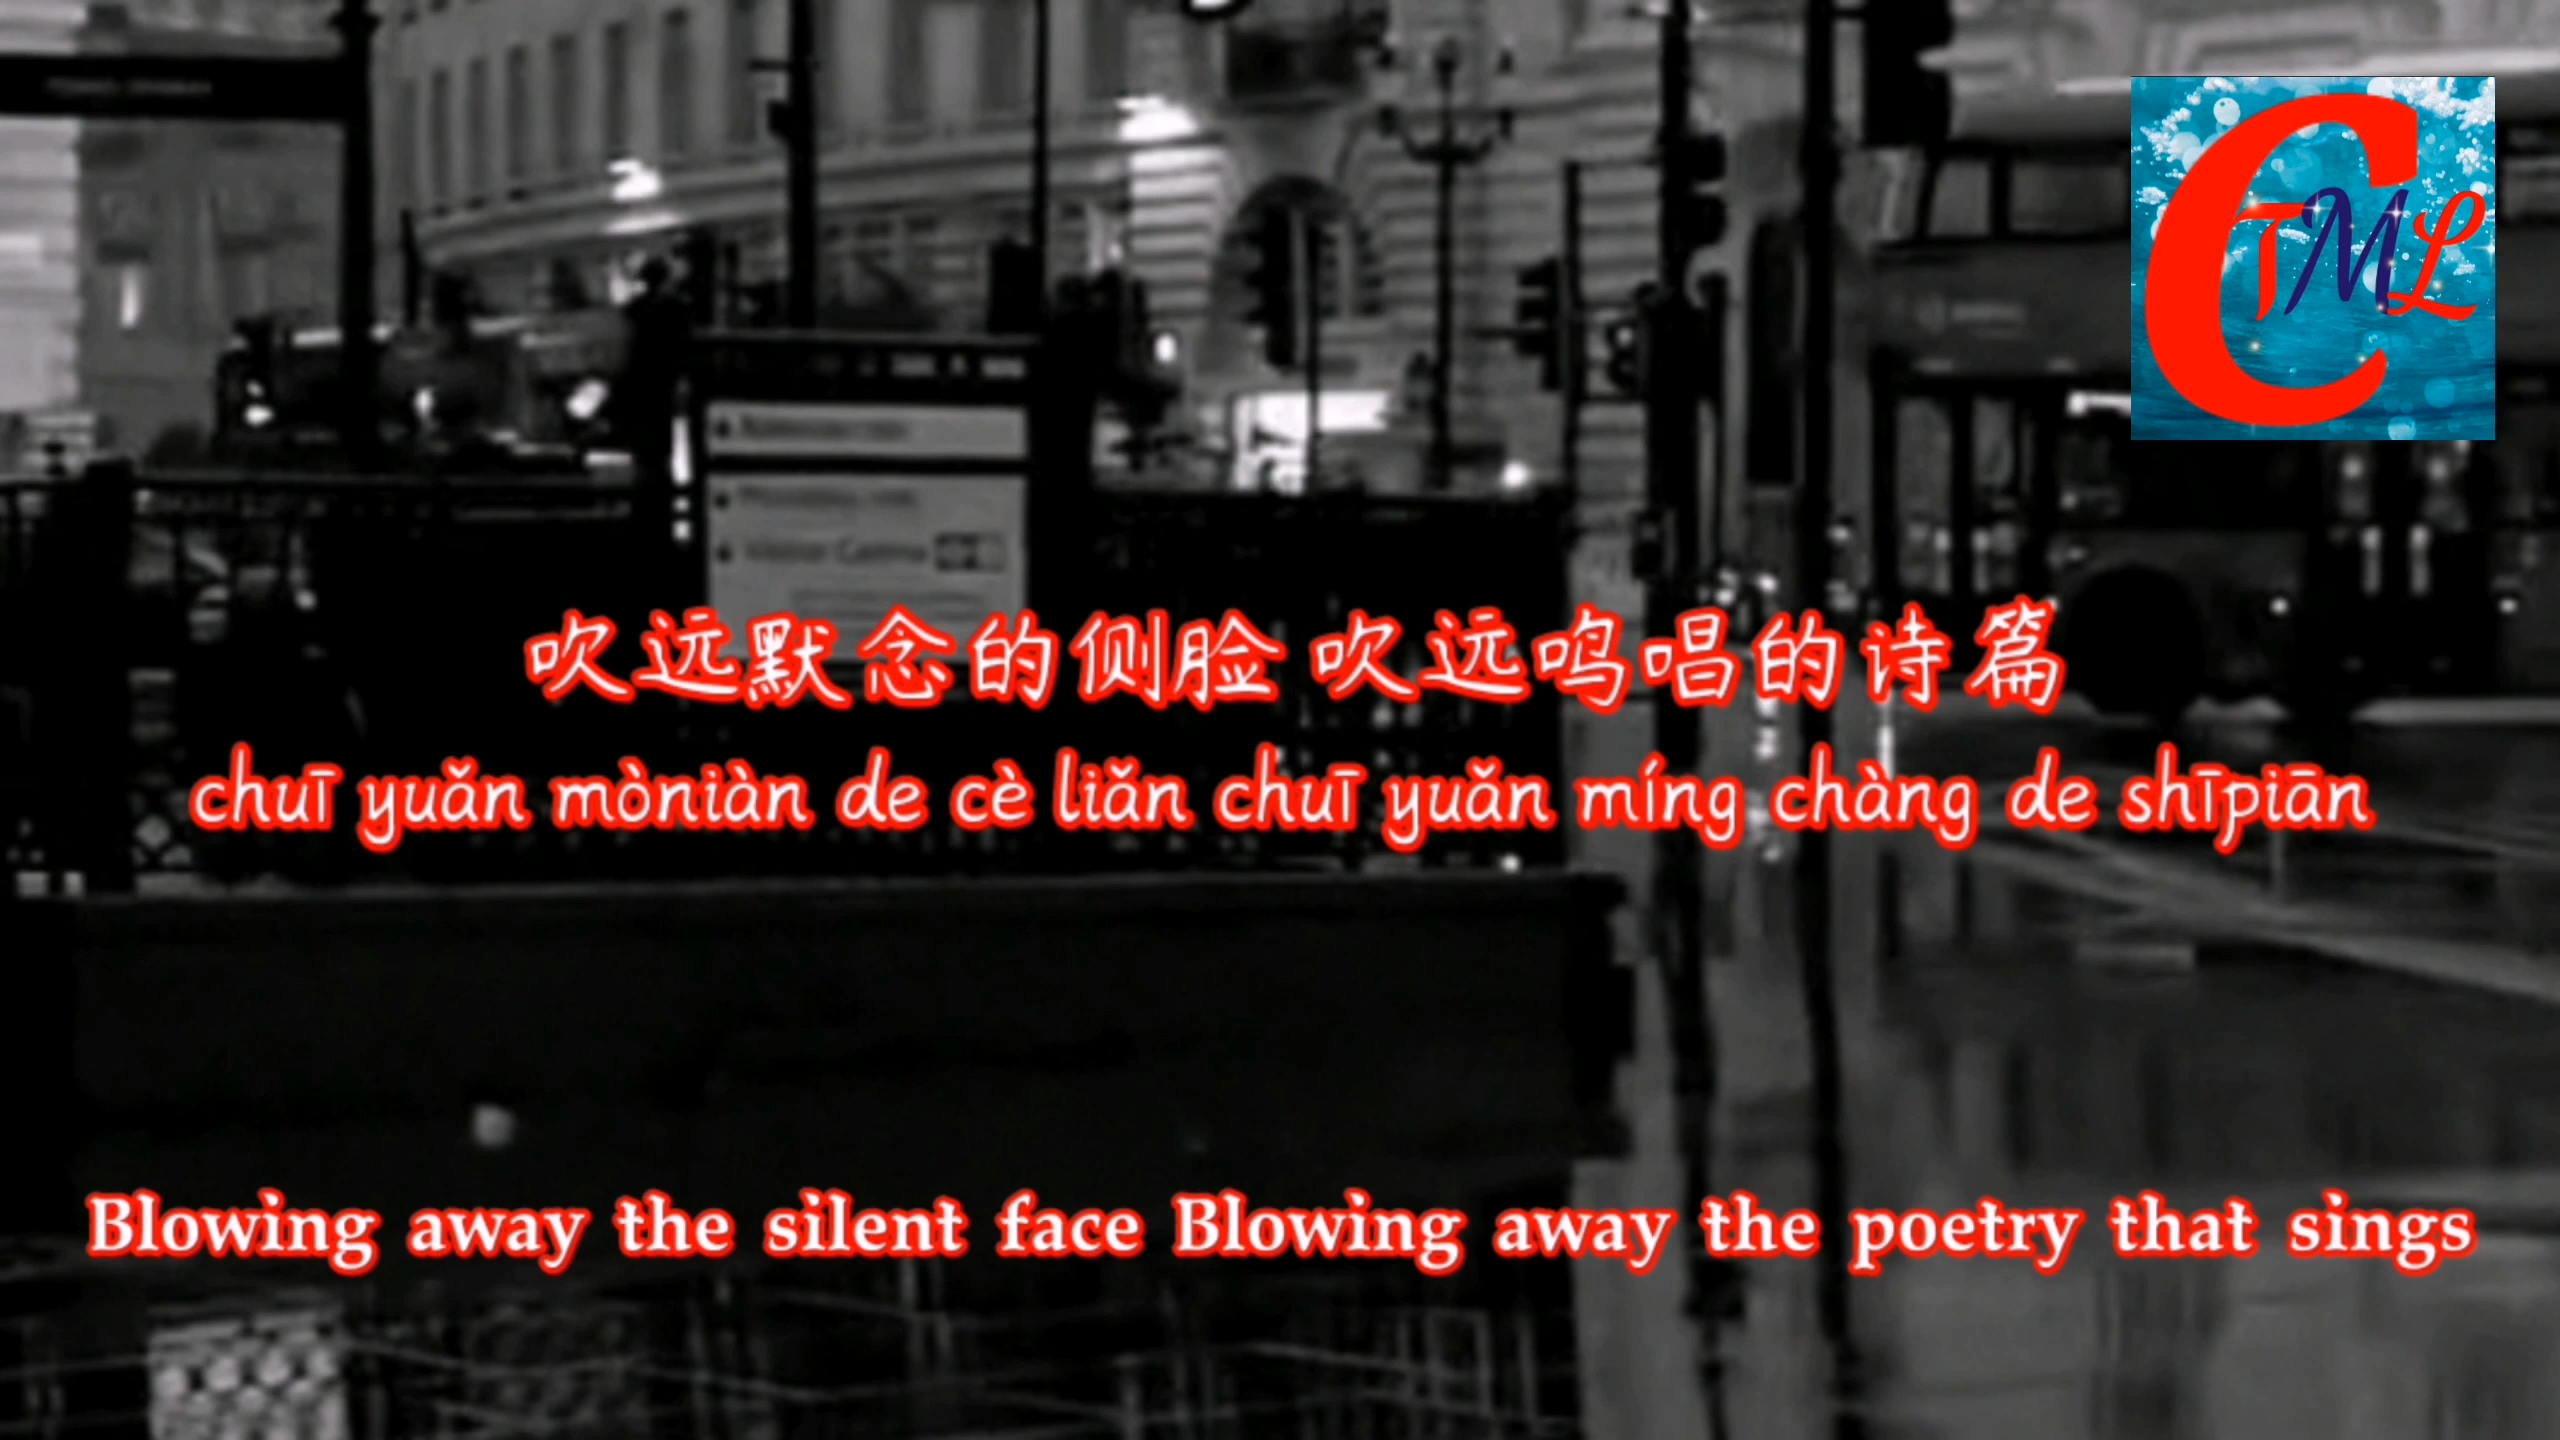 CTML
吹远默念的侧脸 吹远鸣唱的诗篇
chuī yuǎn mòniàn de cè liǎn chuī yuǎn míng chàng de shīpiān
Blowing away the silent face Blowing away the poetry that sings